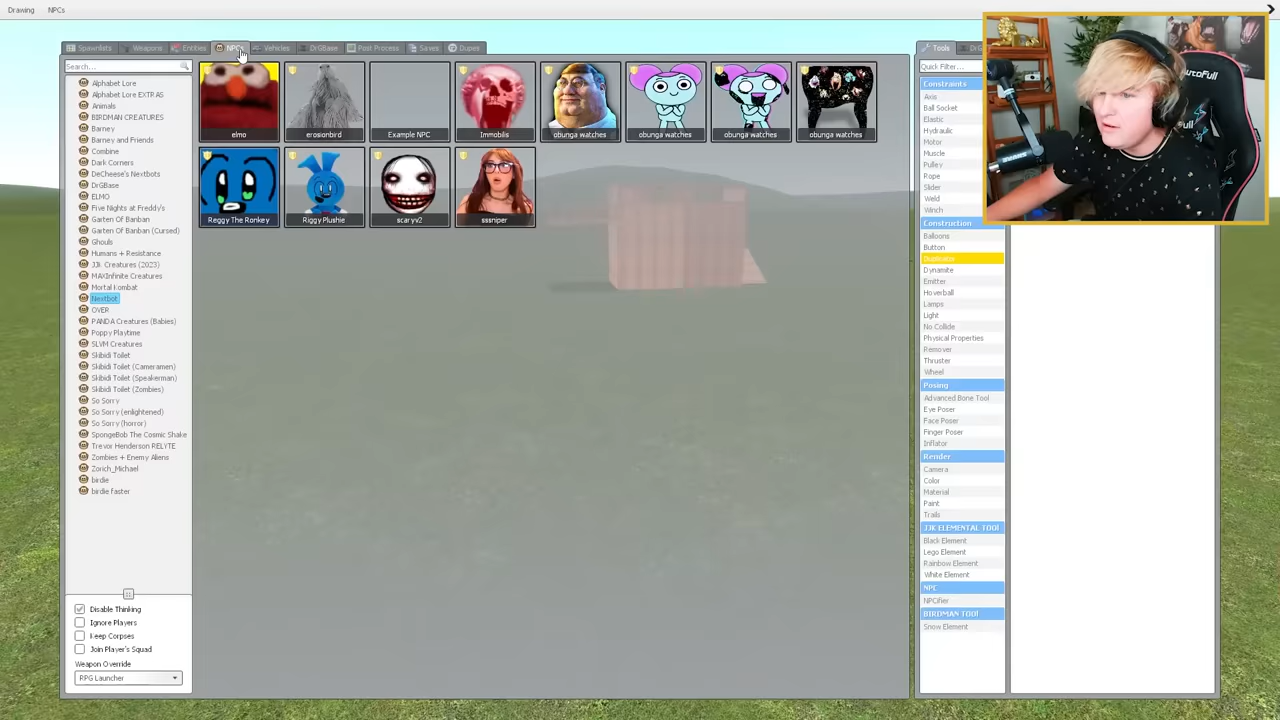 Drawing NPCs
Spawnlists Weapons Entities NPCs Vehicles DrGBase Post Process Saves Dupes
Search...
Alphabet Lore
Alphabet Lore EXTRAS
Animals
BIRDMAN CREATURES
Barney
Barney and Friends
Combine
Dark Corners
DeCheese's Nextbots
DrGBase
ELMO
Five Nights at Freddy's
Garten Of Banban
Garten Of Banban (Cursed)
Ghouls
Humans + Resistance
JJK Creatures (2023)
MAXInfinite Creatures
Mortal Kombat
Nextbot
OVER
PANDA Creatures (Babies)
Poppy Playtime
SLVM Creatures
Skibidi Toilet
Skibidi Toilet (Cameramen)
Skibidi Toilet (Speakerman)
Skibidi Toilet (Zombies)
So Sorry
So Sorry (enlightened)
So Sorry (horror)
SpongeBob The Cosmic Shake
Trevor Henderson RELYTE
Zombies + Enemy Aliens
Zorich_Michael
birdie
birdie faster
Disable Thinking
Ignore Players
Keep Corpses
Join Player's Squad
Weapon Override
RPG Launcher
elmo erosionbird Example NPC Immobilis obunga watches obunga watches obunga watches obunga watches
Reggy The Ronkey Riggy Plushie scaryv2 sssniper
Tools
Quick Filter...
Constraints
Axis
Ball Socket
Elastic
Hydraulic
Motor
Muscle
Pulley
Rope
Slider
Weld
Winch
Construction
Balloons
Button
Duplicator
Dynamite
Emitter
Hoverball
Lamps
Light
No Collide
Physical Properties
Remover
Thruster
Wheel
Posing
Advanced Bone Tool
Eye Poser
Face Poser
Finger Poser
Inflator
Render
Camera
Color
Material
Paint
Trails
JJK ELEMENTAL TOOL
Black Element
Lego Element
Rainbow Element
White Element
NPC
NPCifier
BIRDMAN TOOL
Snow Element
AutoFull